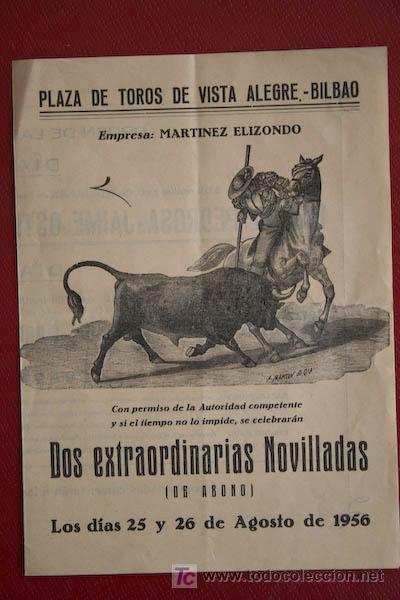 PLAZA DE TOROS DE VISTA ALEGRE.-BILBAO
Empresa: MARTINEZ ELIZONDO
Con permiso de la Autoridad competente
y si el tiempo no lo impide, se celebrarán
Dos extraordinarias Novilladas
(DE ABONO)
Los días 25 y 26 de Agosto de 1956
TC www.todocoleccion.net